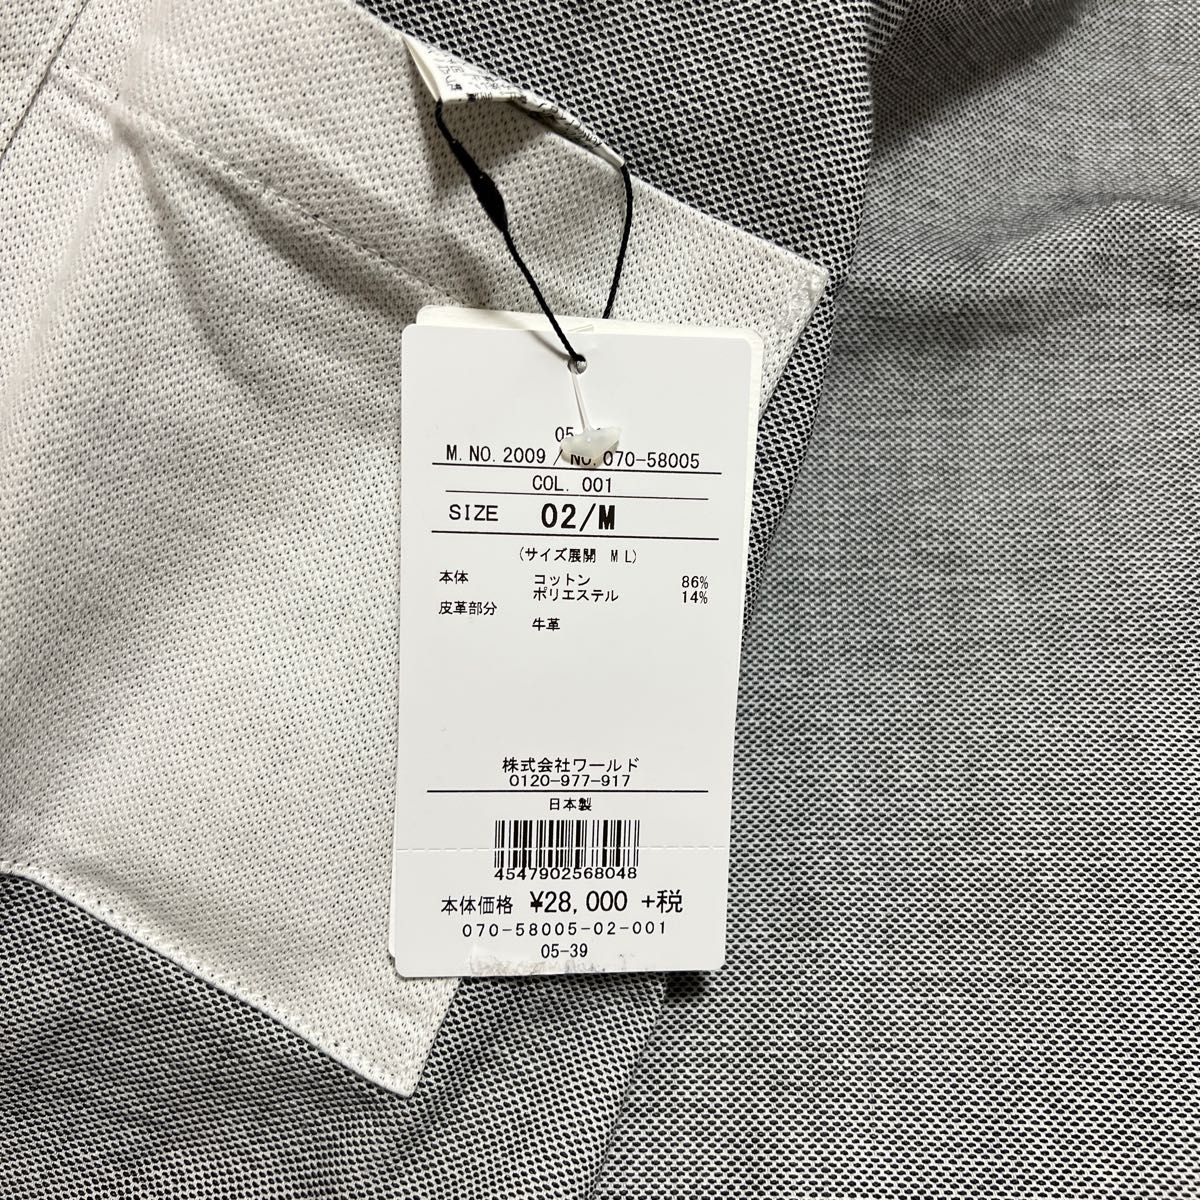 05
M. NO. 2009 / NO. 070-58005
COL. 001
SIZE 02/M
(サイズ展開 M L)
本体 コットン 86%
ポリエステル 14%
皮革部分
牛革
株式会社ワールド
0120-977-917
日本製
4547902568048
本体価格 ¥28,000 +税
070-58005-02-001
05-39